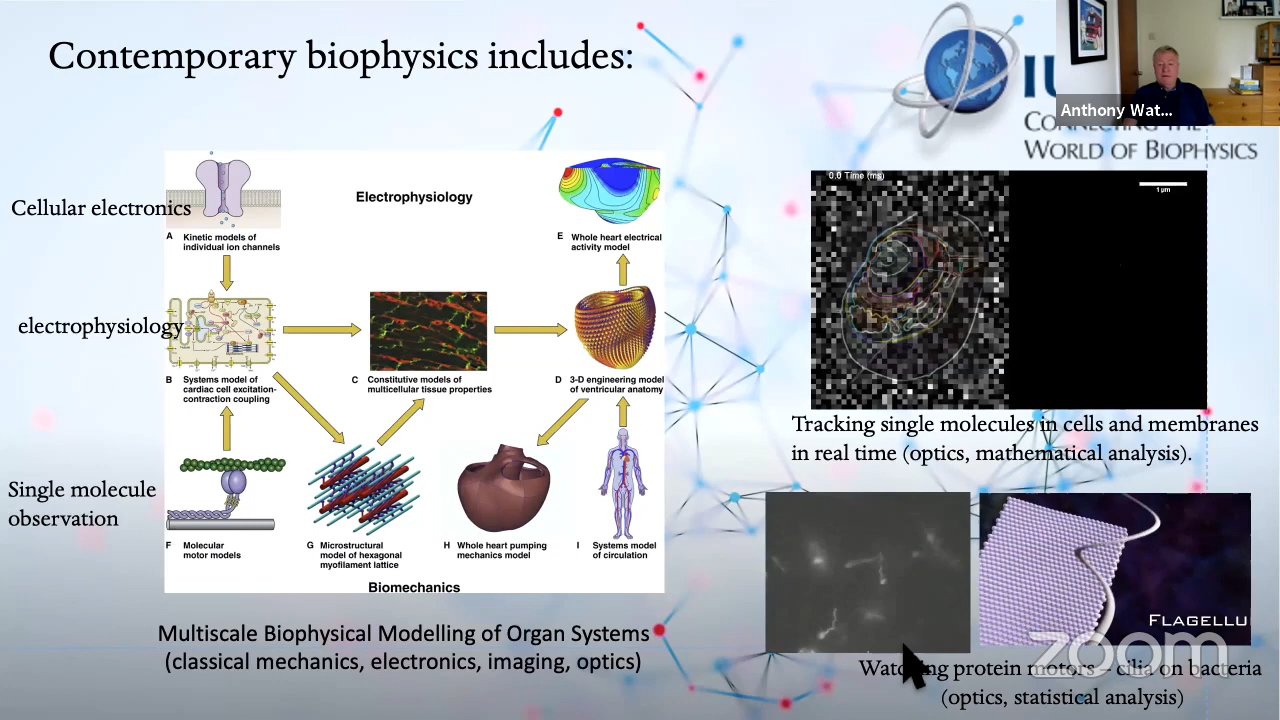 Contemporary biophysics includes:
IU
Anthony Wat...
CONNECTING THE
WORLD OF BIOPHYSICS
Cellular electronics
electrophysiology
Single molecule
observation
Electrophysiology
A Kinetic models of
individual ion channels
E Whole heart electrical
activity model
B Systems model of
cardiac cell excitation-
contraction coupling
C Constitutive models of
multicellular tissue properties
D 3-D engineering model
of ventricular anatomy
F Molecular
motor models
G Microstructural
model of hexagonal
myofilament lattice
H Whole heart pumping
mechanics model
I Systems model
of circulation
Biomechanics
Multiscale Biophysical Modelling of Organ Systems
(classical mechanics, electronics, imaging, optics)
0.0 Time (ms)
1 µm
Tracking single molecules in cells and membranes
in real time (optics, mathematical analysis).
FLAGELLU
zoom
Watching protein motors – cilia on bacteria
(optics, statistical analysis)